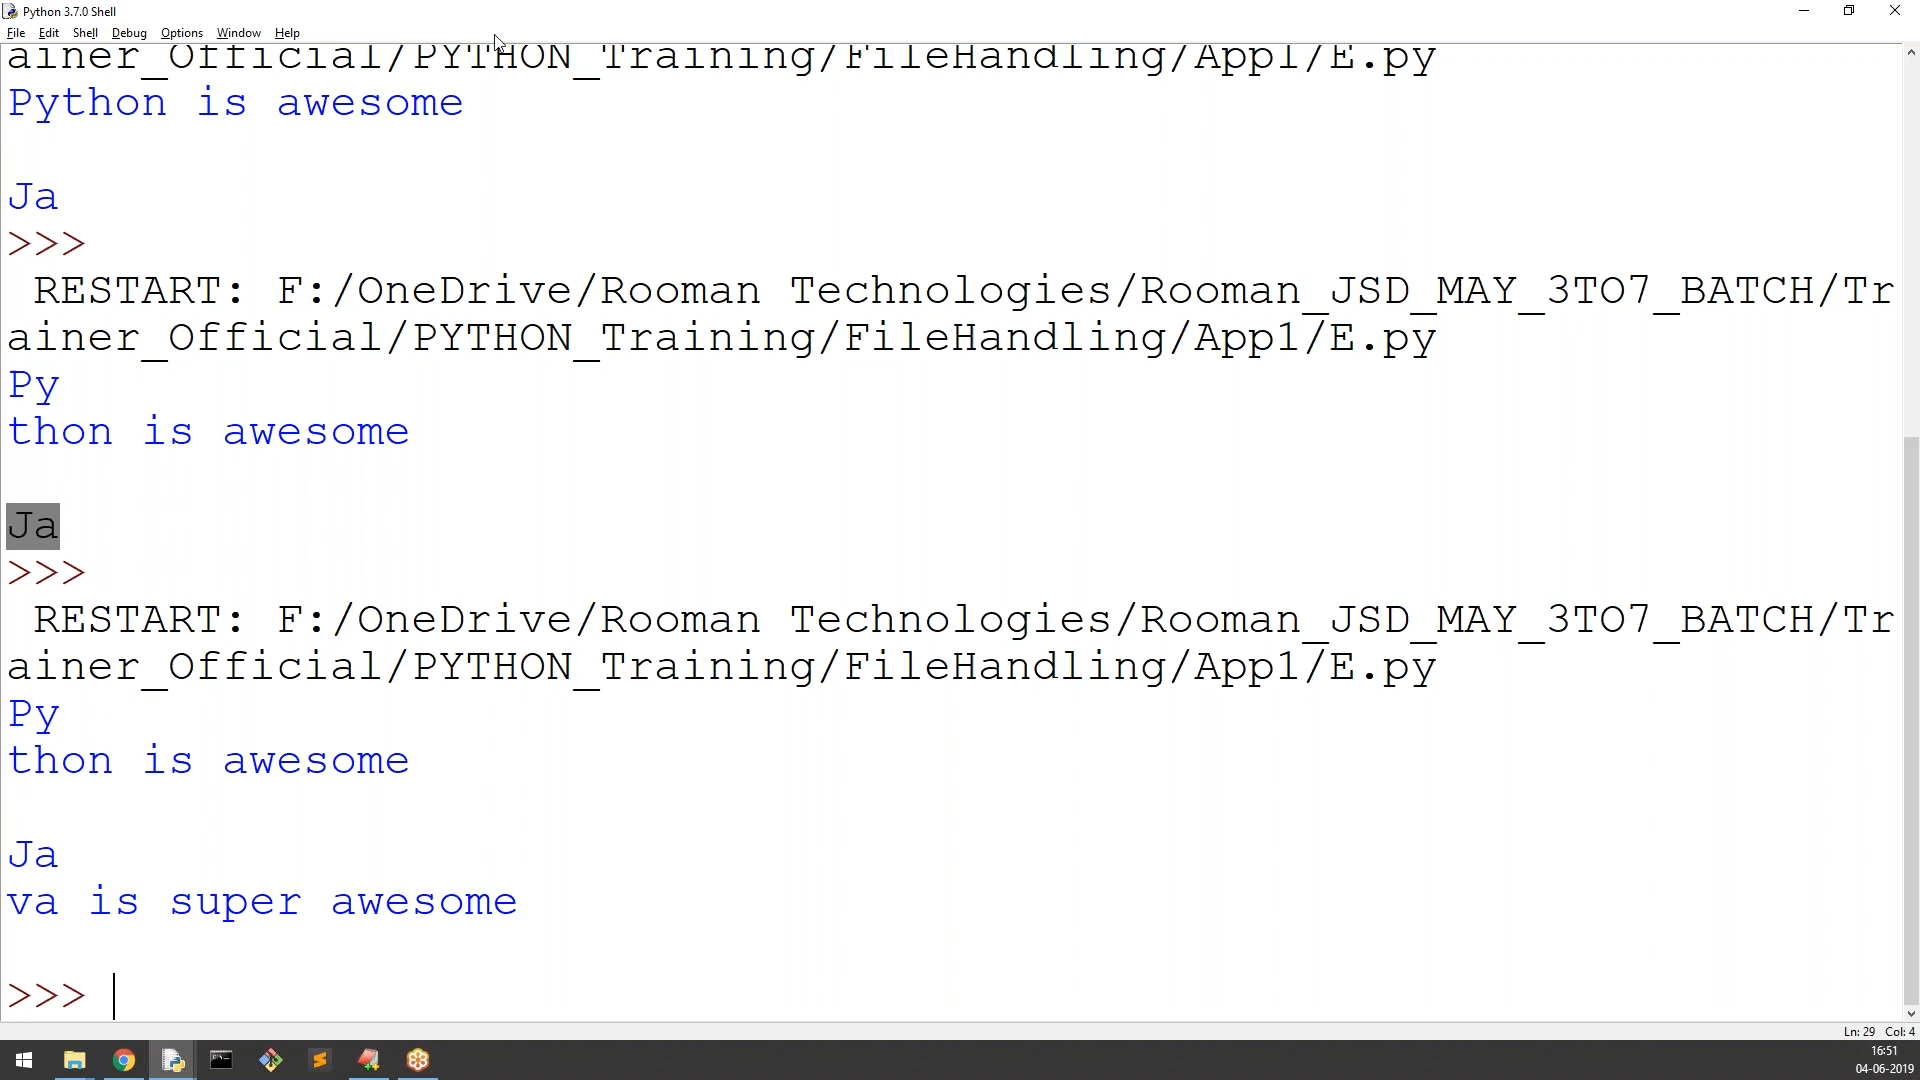 Python 3.7.0 Shell
File Edit Shell Debug Options Window Help
ainer_Official/PYTHON_Training/FileHandling/App1/E.py
Python is awesome
Ja
>>>
RESTART: F:/OneDrive/Rooman Technologies/Rooman_JSD_MAY_3TO7_BATCH/Tr
ainer_Official/PYTHON_Training/FileHandling/App1/E.py
Py
thon is awesome
Ja
>>>
RESTART: F:/OneDrive/Rooman Technologies/Rooman_JSD_MAY_3TO7_BATCH/Tr
ainer_Official/PYTHON_Training/FileHandling/App1/E.py
Py
thon is awesome
Ja
va is super awesome
>>>
Ln: 29 Col: 4
16:51
04-06-2019